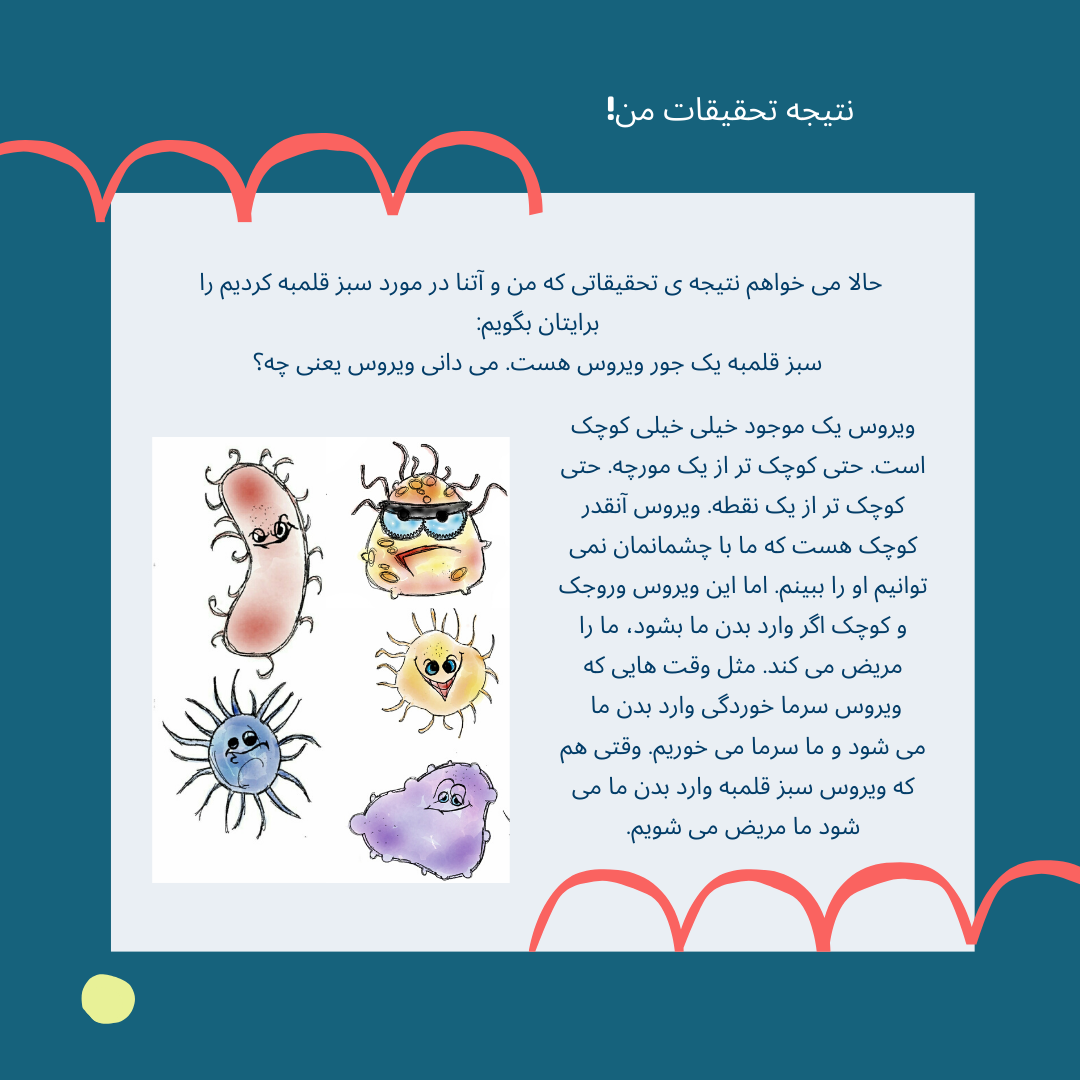 نتیجه تحقیقات من!
حالا می خواهم نتیجه ی تحقیقاتی که من و آتنا در مورد سبز قلمبه کردیم را
برایتان بگویم:
سبز قلمبه یک جور ویروس هست. می دانی ویروس یعنی چه؟
ویروس یک موجود خیلی خیلی کوچک
است. حتی کوچک تر از یک مورچه. حتی
کوچک تر از یک نقطه. ویروس آنقدر
کوچک هست که ما با چشمانمان نمی
توانیم او را ببینم. اما این ویروس وروجک
و کوچک اگر وارد بدن ما بشود، ما را
مریض می کند. مثل وقت هایی که
ویروس سرما خوردگی وارد بدن ما
می شود و ما سرما می خوریم. وقتی هم
که ویروس سبز قلمبه وارد بدن ما می
شود ما مریض می شویم.